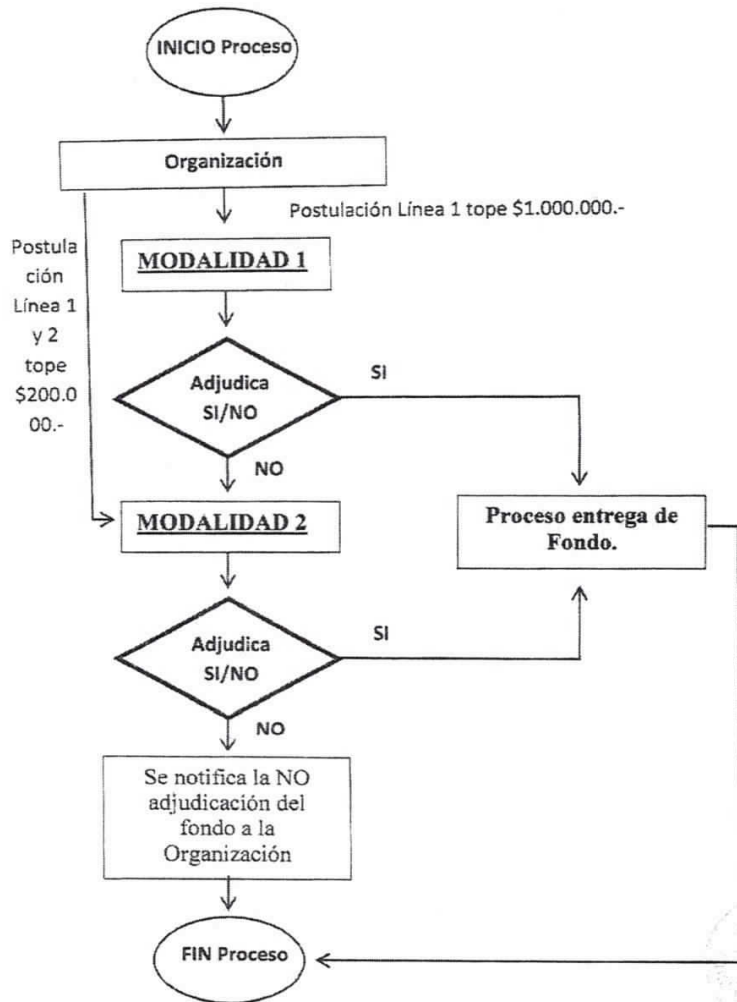 INICIO Proceso
Organización
Postulación Línea 1 tope $1.000.000.-
Postula
ción
Línea 1
y 2
tope
$200.0
00.-
MODALIDAD 1
Adjudica
SI/NO
SI
NO
MODALIDAD 2
Proceso entrega de
Fondo.
Adjudica
SI/NO
SI
NO
Se notifica la NO
adjudicación del
fondo a la
Organización
FIN Proceso